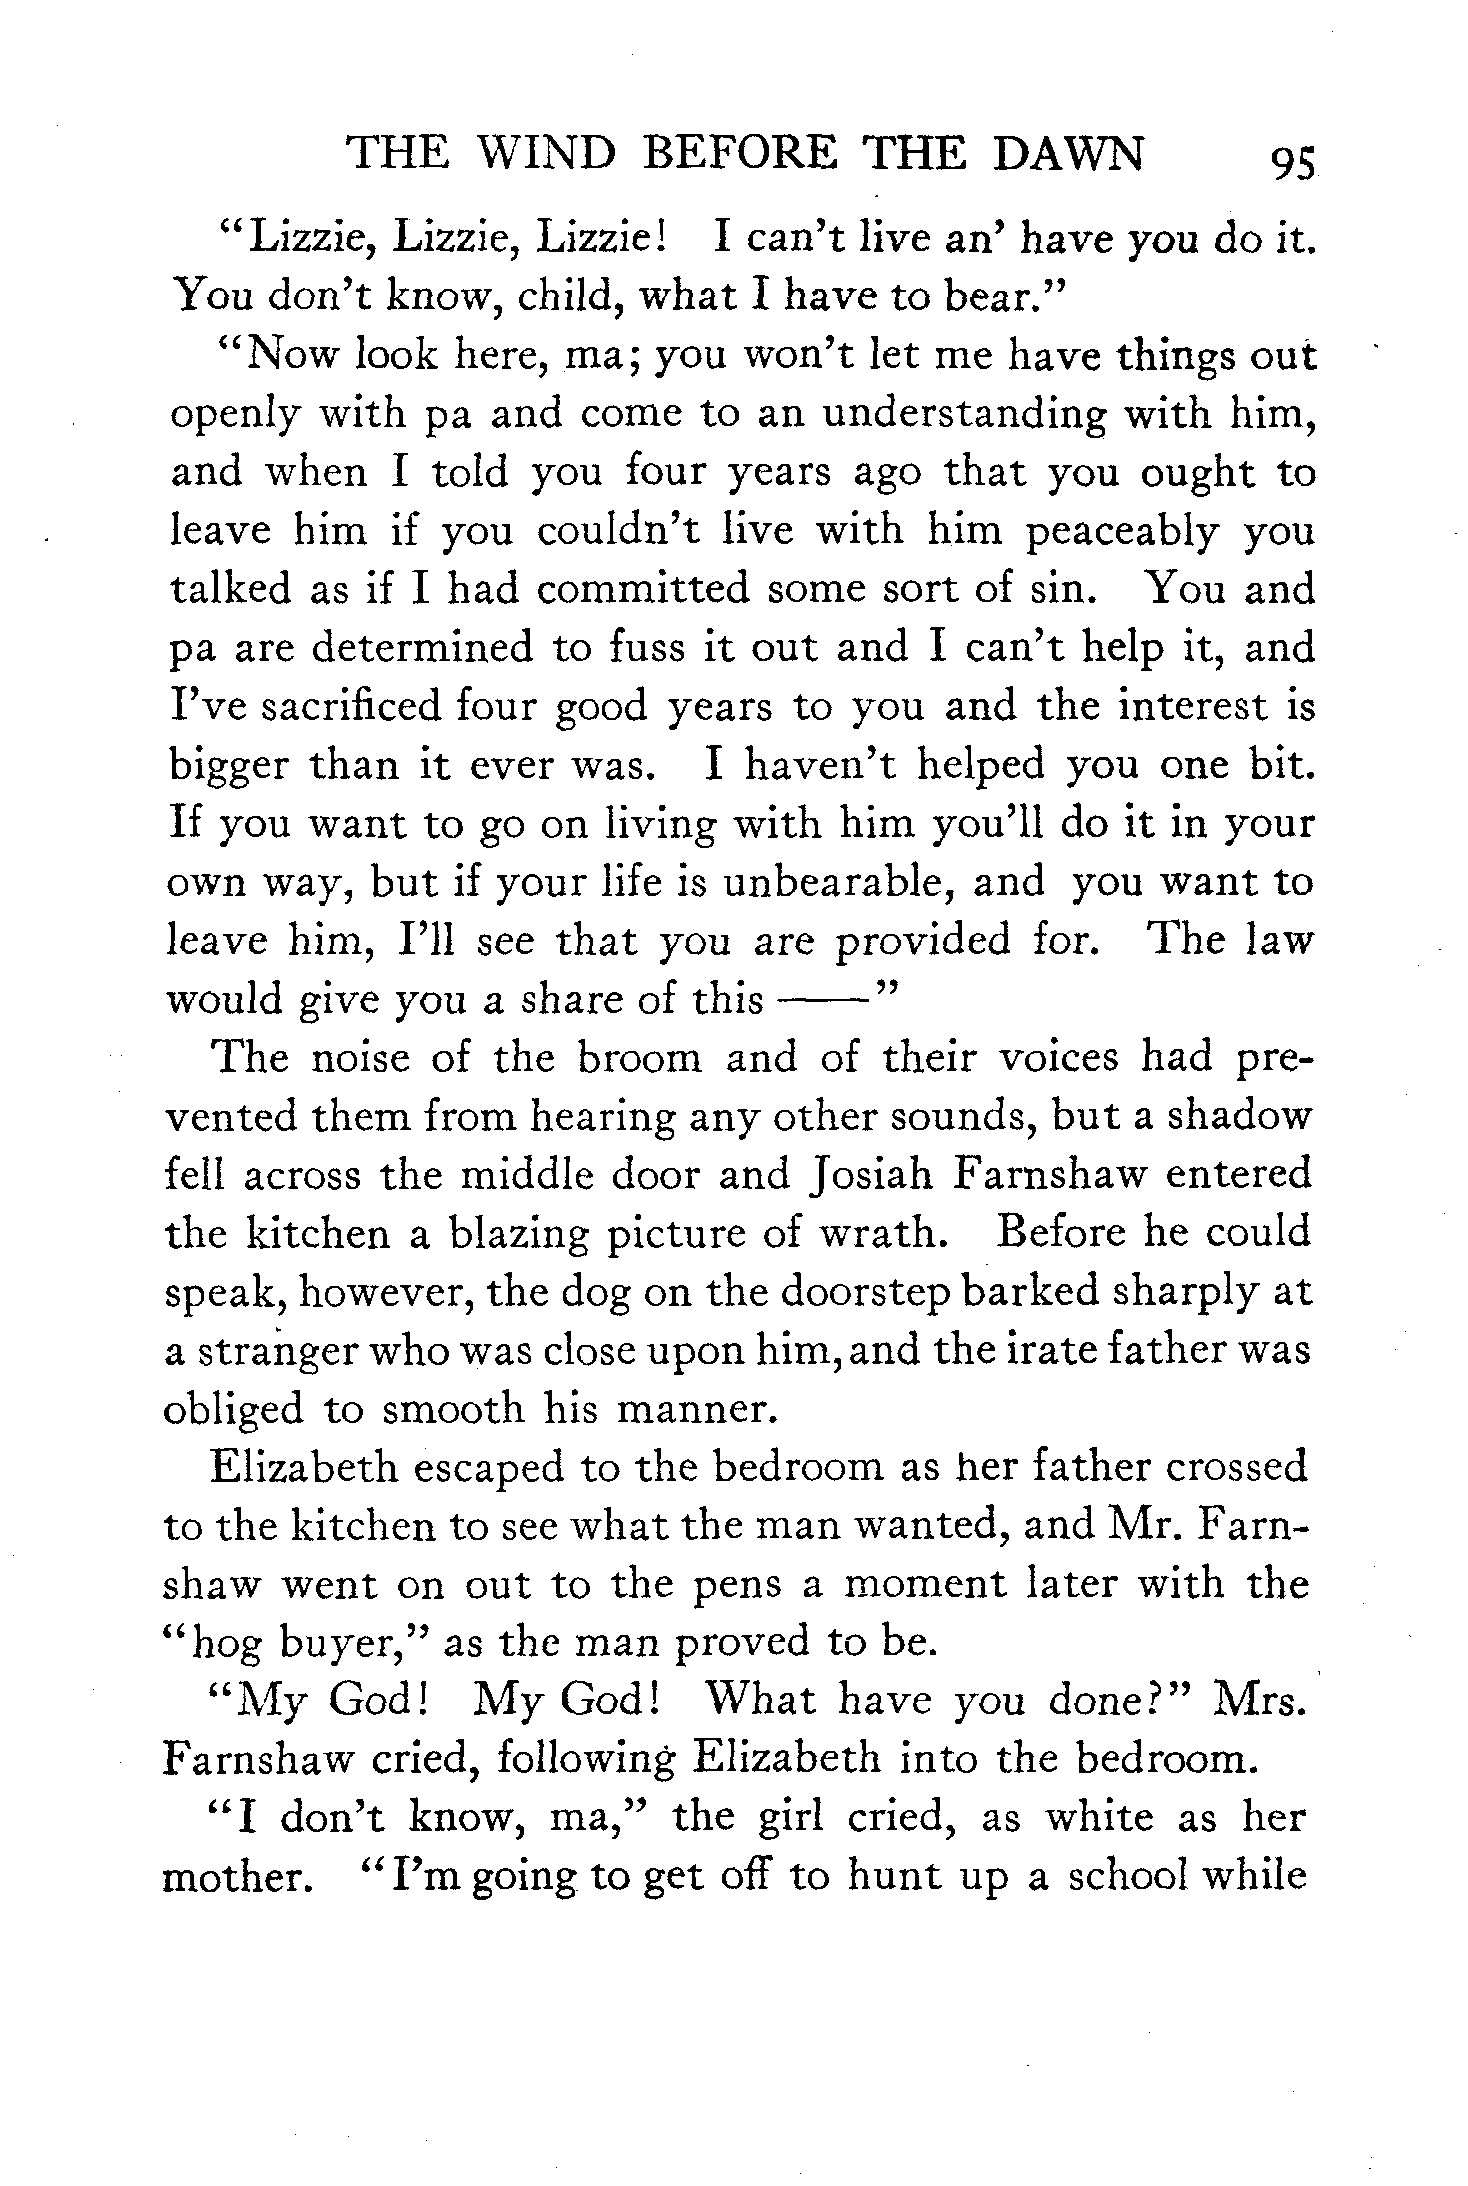 THE WIND BEFORE THE DAWN 95
“Lizzie, Lizzie, Lizzie! I can’t live an’ have you do it.
You don’t know, child, what I have to bear.”
“Now look here, ma; you won’t let me have things out
openly with pa and come to an understanding with him,
and when I told you four years ago that you ought to
leave him if you couldn’t live with him peaceably you
talked as if I had committed some sort of sin. You and
pa are determined to fuss it out and I can’t help it, and
I’ve sacrificed four good years to you and the interest is
bigger than it ever was. I haven’t helped you one bit.
If you want to go on living with him you’ll do it in your
own way, but if your life is unbearable, and you want to
leave him, I’ll see that you are provided for. The law
would give you a share of this ——”
The noise of the broom and of their voices had pre-
vented them from hearing any other sounds, but a shadow
fell across the middle door and Josiah Farnshaw entered
the kitchen a blazing picture of wrath. Before he could
speak, however, the dog on the doorstep barked sharply at
a stranger who was close upon him, and the irate father was
obliged to smooth his manner.
Elizabeth escaped to the bedroom as her father crossed
to the kitchen to see what the man wanted, and Mr. Farn-
shaw went on out to the pens a moment later with the
“hog buyer,” as the man proved to be.
“My God! My God! What have you done?” Mrs.
Farnshaw cried, following Elizabeth into the bedroom.
“I don’t know, ma,” the girl cried, as white as her
mother. “I’m going to get off to hunt up a school while